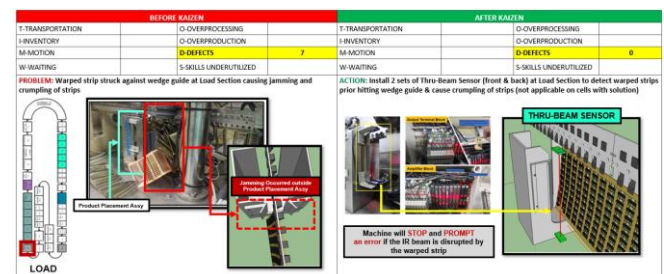 BEFORE KAIZEN
T-TRANSPORTATION O-OVERPROCESSING
I-INVENTORY O-OVERPRODUCTION
M-MOTION D-DEFECTS 7
W-WAITING S-SKILLS UNDERUTILIZED
PROBLEM: Warped strip struck against wedge guide at Load Section causing jamming and
crumpling of strips
Product Placement Assy
Jamming Occurred outside
Product Placement Assy
LOAD
AFTER KAIZEN
T-TRANSPORTATION O-OVERPROCESSING
I-INVENTORY O-OVERPRODUCTION
M-MOTION D-DEFECTS 0
W-WAITING S-SKILLS UNDERUTILIZED
ACTION: Install 2 sets of Thru-Beam Sensor (front & back) at Load Section to detect warped strips
prior hitting wedge guide & cause crumpling of strips (not applicable on cells with solution)
Output Terminal Block
Amplifier Block
THRU-BEAM SENSOR
Machine will STOP and PROMPT
an error if the IR beam is disrupted by
the warped strip